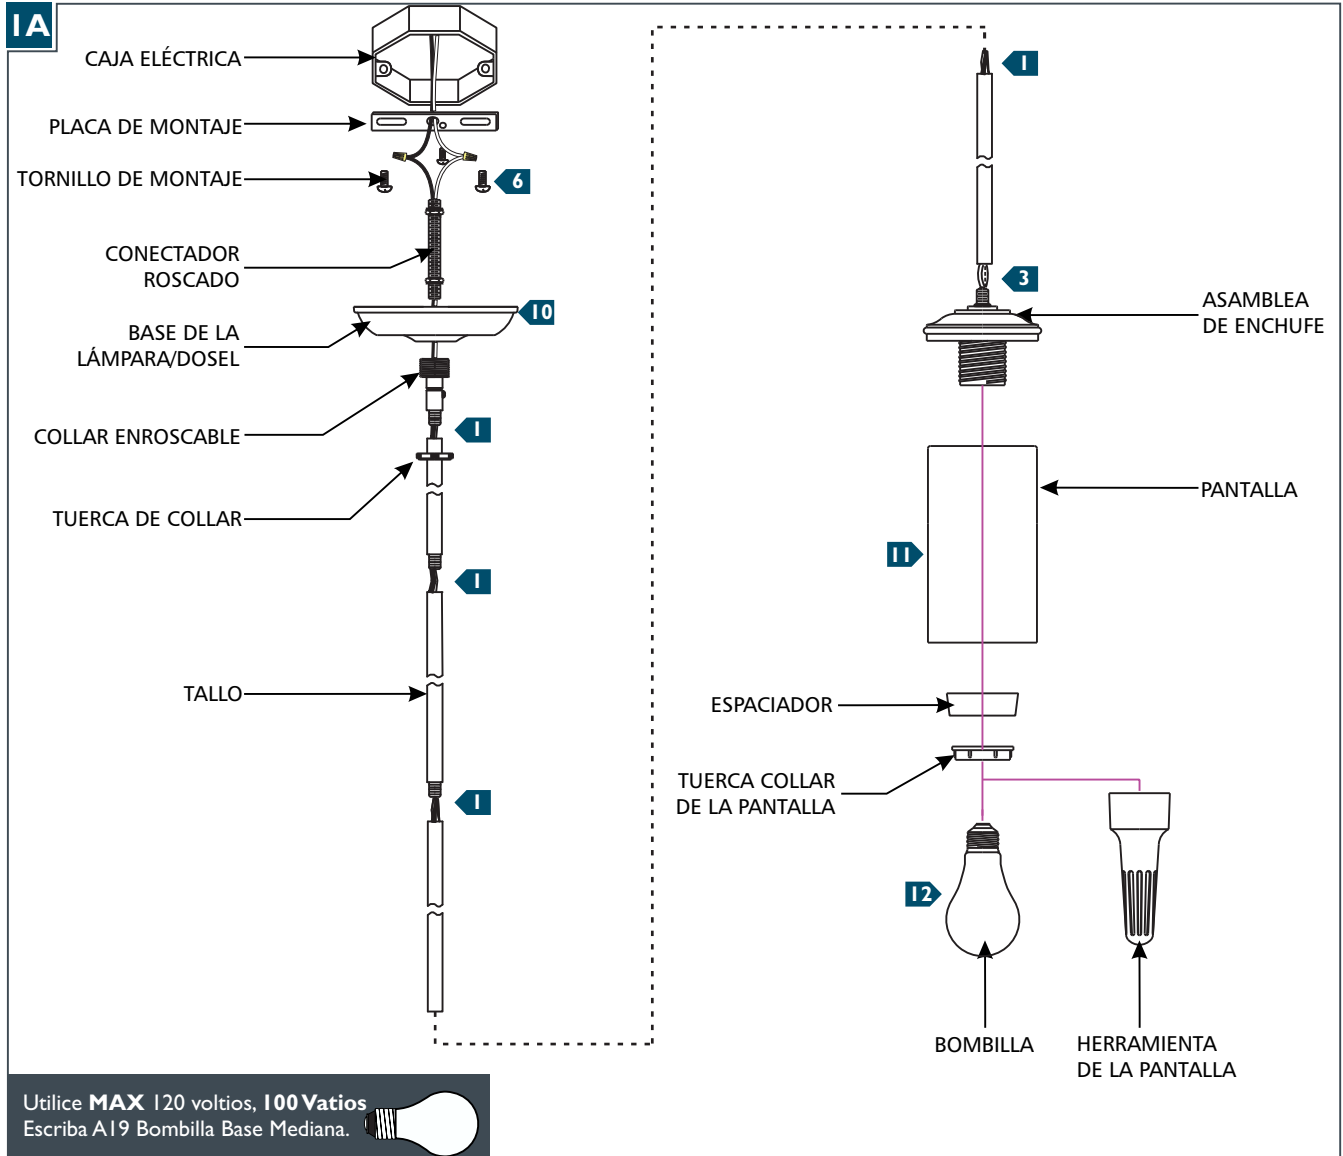 1A
CAJA ELÉCTRICA
PLACA DE MONTAJE
TORNILLO DE MONTAJE
6
CONECTADOR
ROSCADO
10
BASE DE LA
LÁMPARA/DOSEL
COLLAR ENROSCABLE
1
TUERCA DE COLLAR
1
TALLO
1
1
3
ASAMBLEA
DE ENCHUFE
PANTALLA
11
ESPACIADOR
TUERCA COLLAR
DE LA PANTALLA
12
BOMBILLA
HERRAMIENTA
DE LA PANTALLA
Utilice MAX 120 voltios, 100 Vatios
Escriba A19 Bombilla Base Mediana.